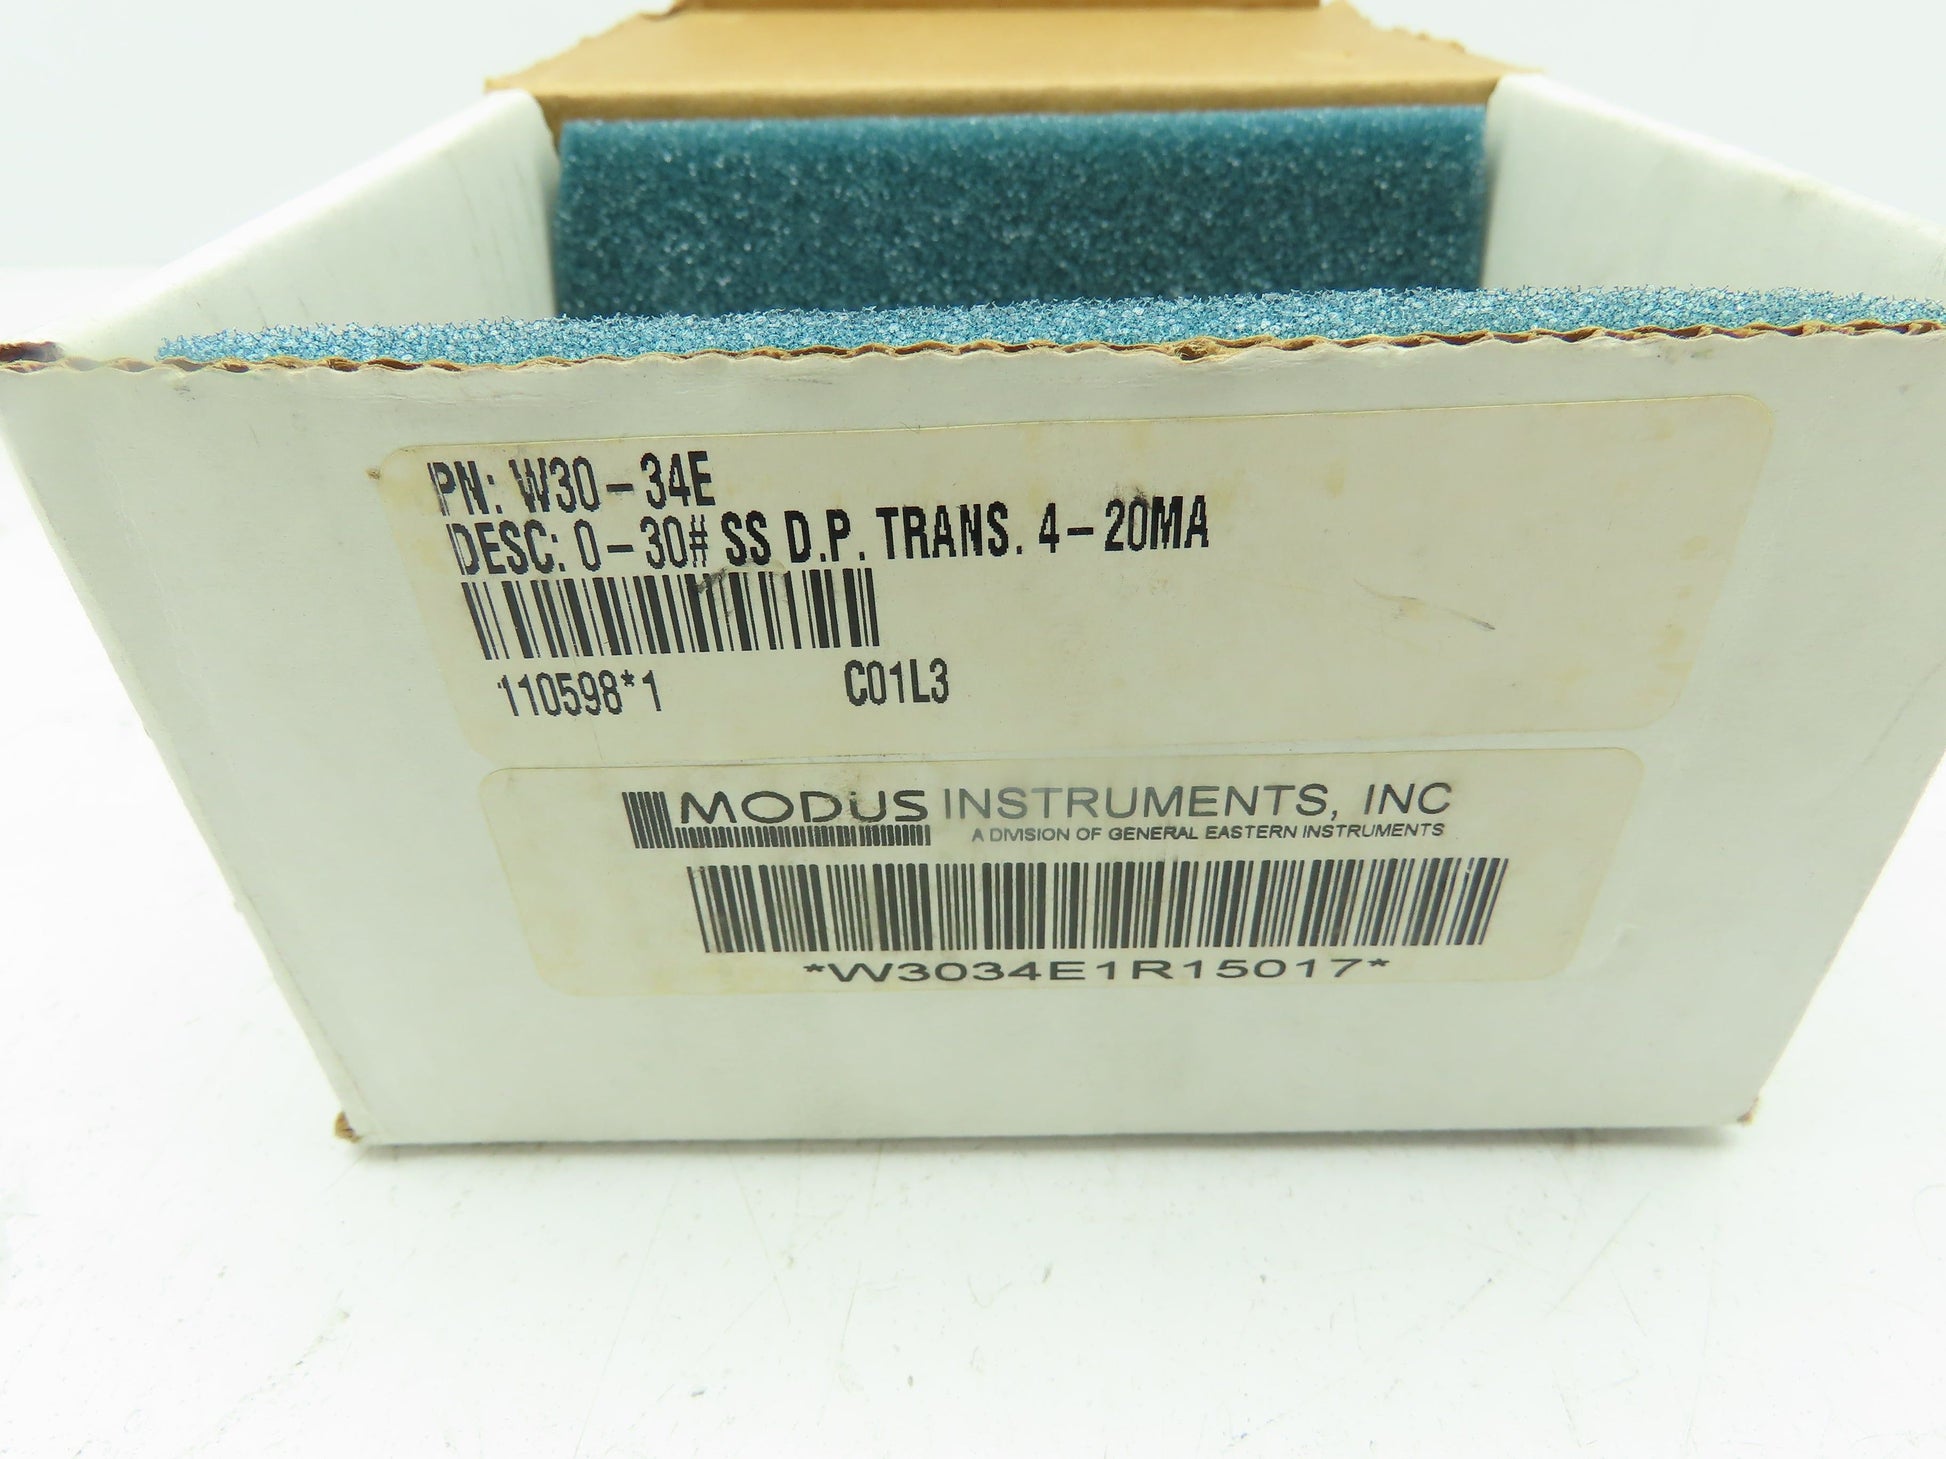 PN: W30-34E
DESC: 0-30# SS D.P. TRANS. 4-20MA
110598*1 C01L3
MODUS INSTRUMENTS, INC
A DIVISION OF GENERAL EASTERN INSTRUMENTS
*W3034E1R15017*